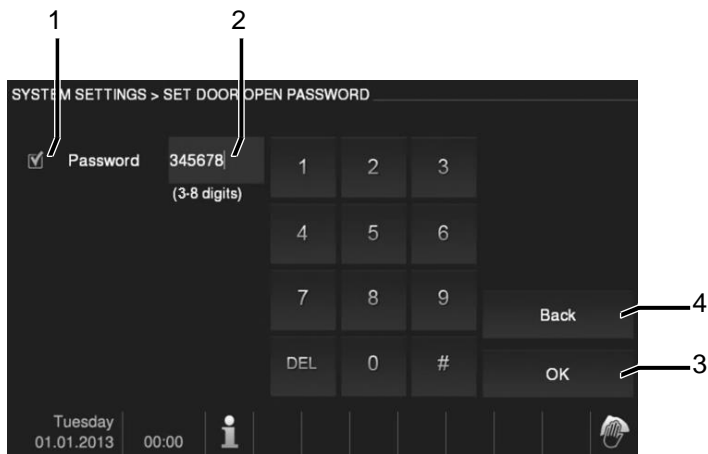 1 2
SYSTEM SETTINGS > SET DOOR OPEN PASSWORD
Password 345678
(3-8 digits)
1 2 3
4 5 6
7 8 9
DEL 0 #
Back 4
OK 3
Tuesday
01.01.2013 00:00 i